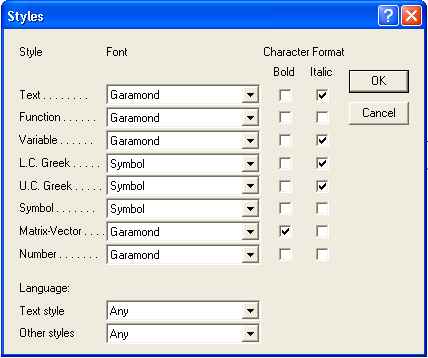 Styles
Style Font Character Format
Bold Italic
OK
Text . . . . . . . . Garamond
Cancel
Function . . . . . . Garamond
Variable . . . . . . Garamond
L.C. Greek . . . . Symbol
U.C. Greek . . . . Symbol
Symbol . . . . . . . Symbol
Matrix-Vector . . . . Garamond
Number . . . . . . . Garamond
Language:
Text style Any
Other styles Any